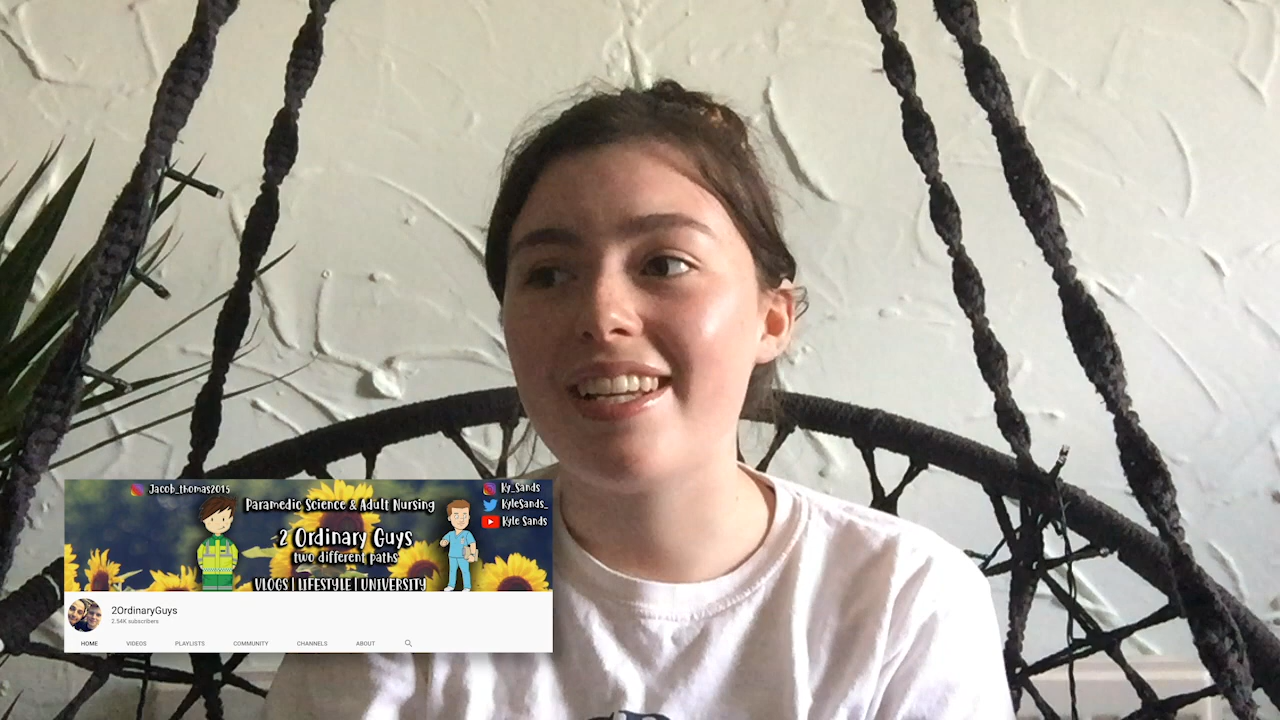 Jacob_thomas2015
Ky_Sands
KyleSands_
Kyle Sands
Paramedic Science & Adult Nursing
2 Ordinary Guys
two different paths
VLOGS | LIFESTYLE | UNIVERSITY
2OrdinaryGuys
2.54K subscribers
HOME VIDEOS PLAYLISTS COMMUNITY CHANNELS ABOUT